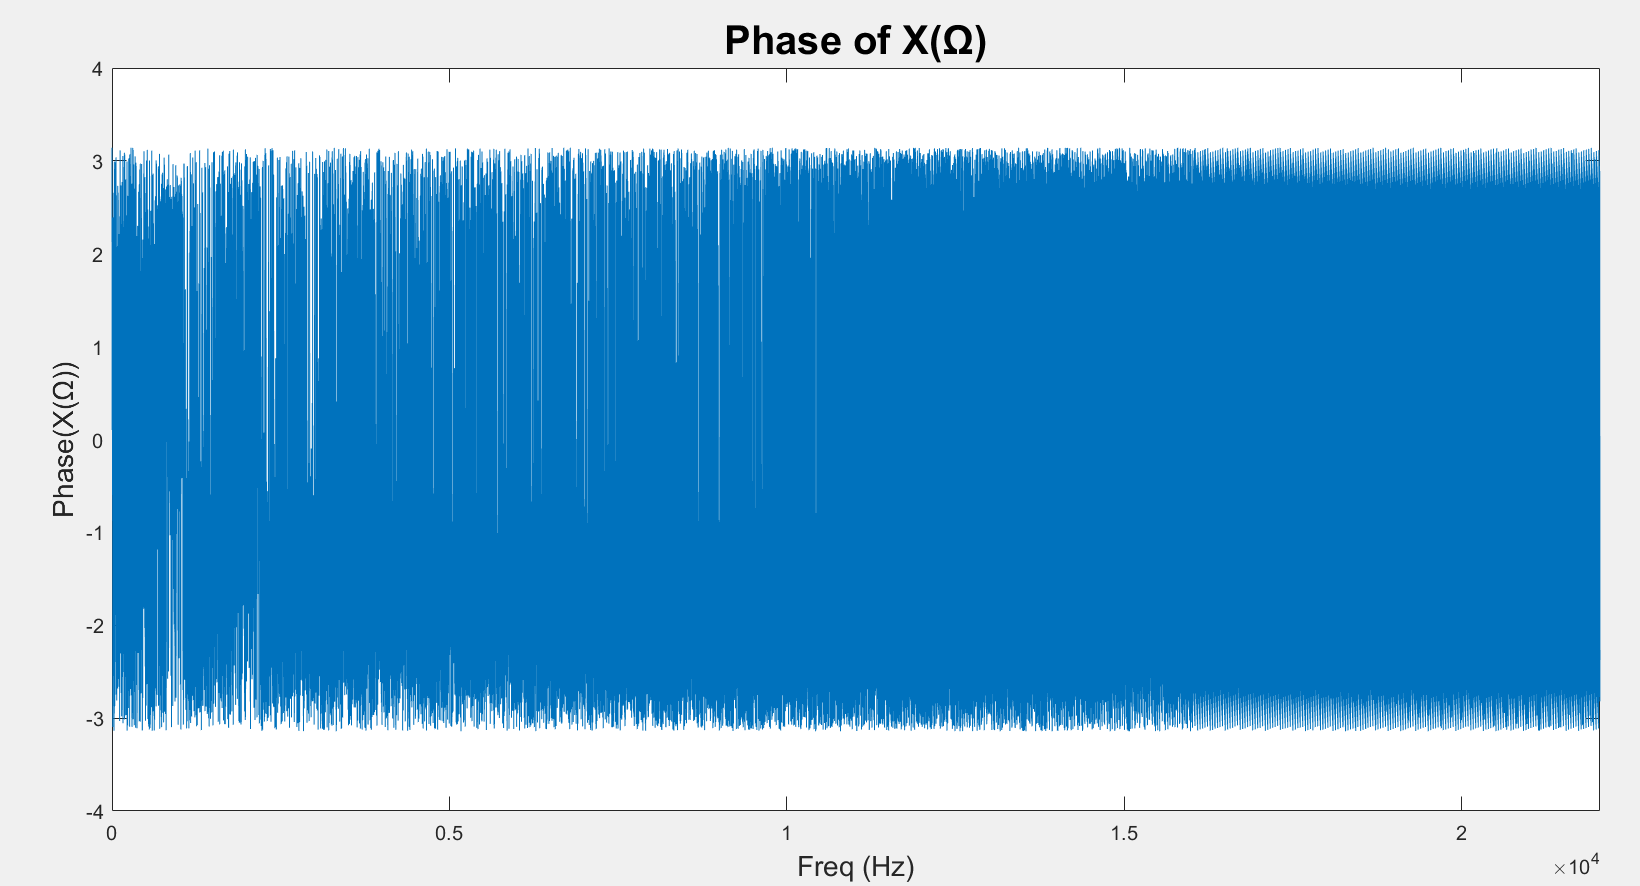 Phase of X(Ω)
4
3
2
1
0
-1
-2
-3
-4
Phase(X(Ω))
0 0.5 1 1.5 2
×10⁴
Freq (Hz)